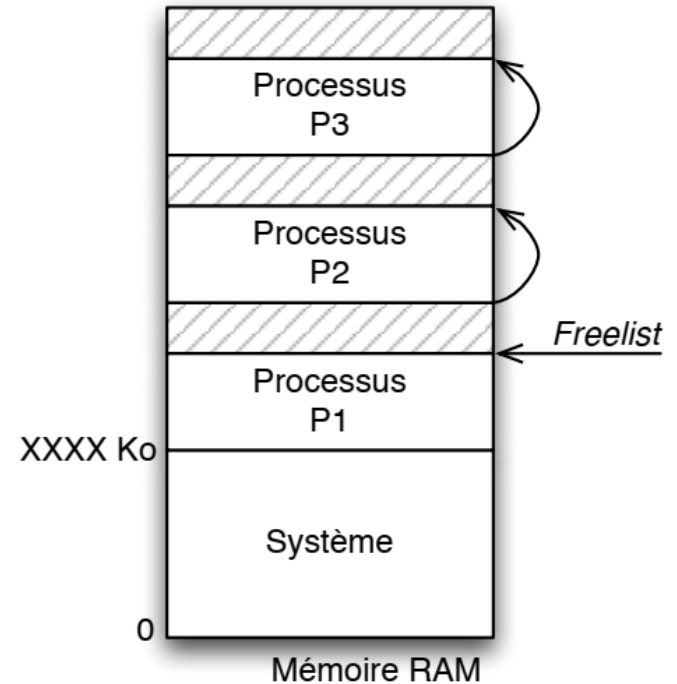 Processus
P3
Processus
P2
Freelist
Processus
P1
XXXX Ko
Système
0
Mémoire RAM